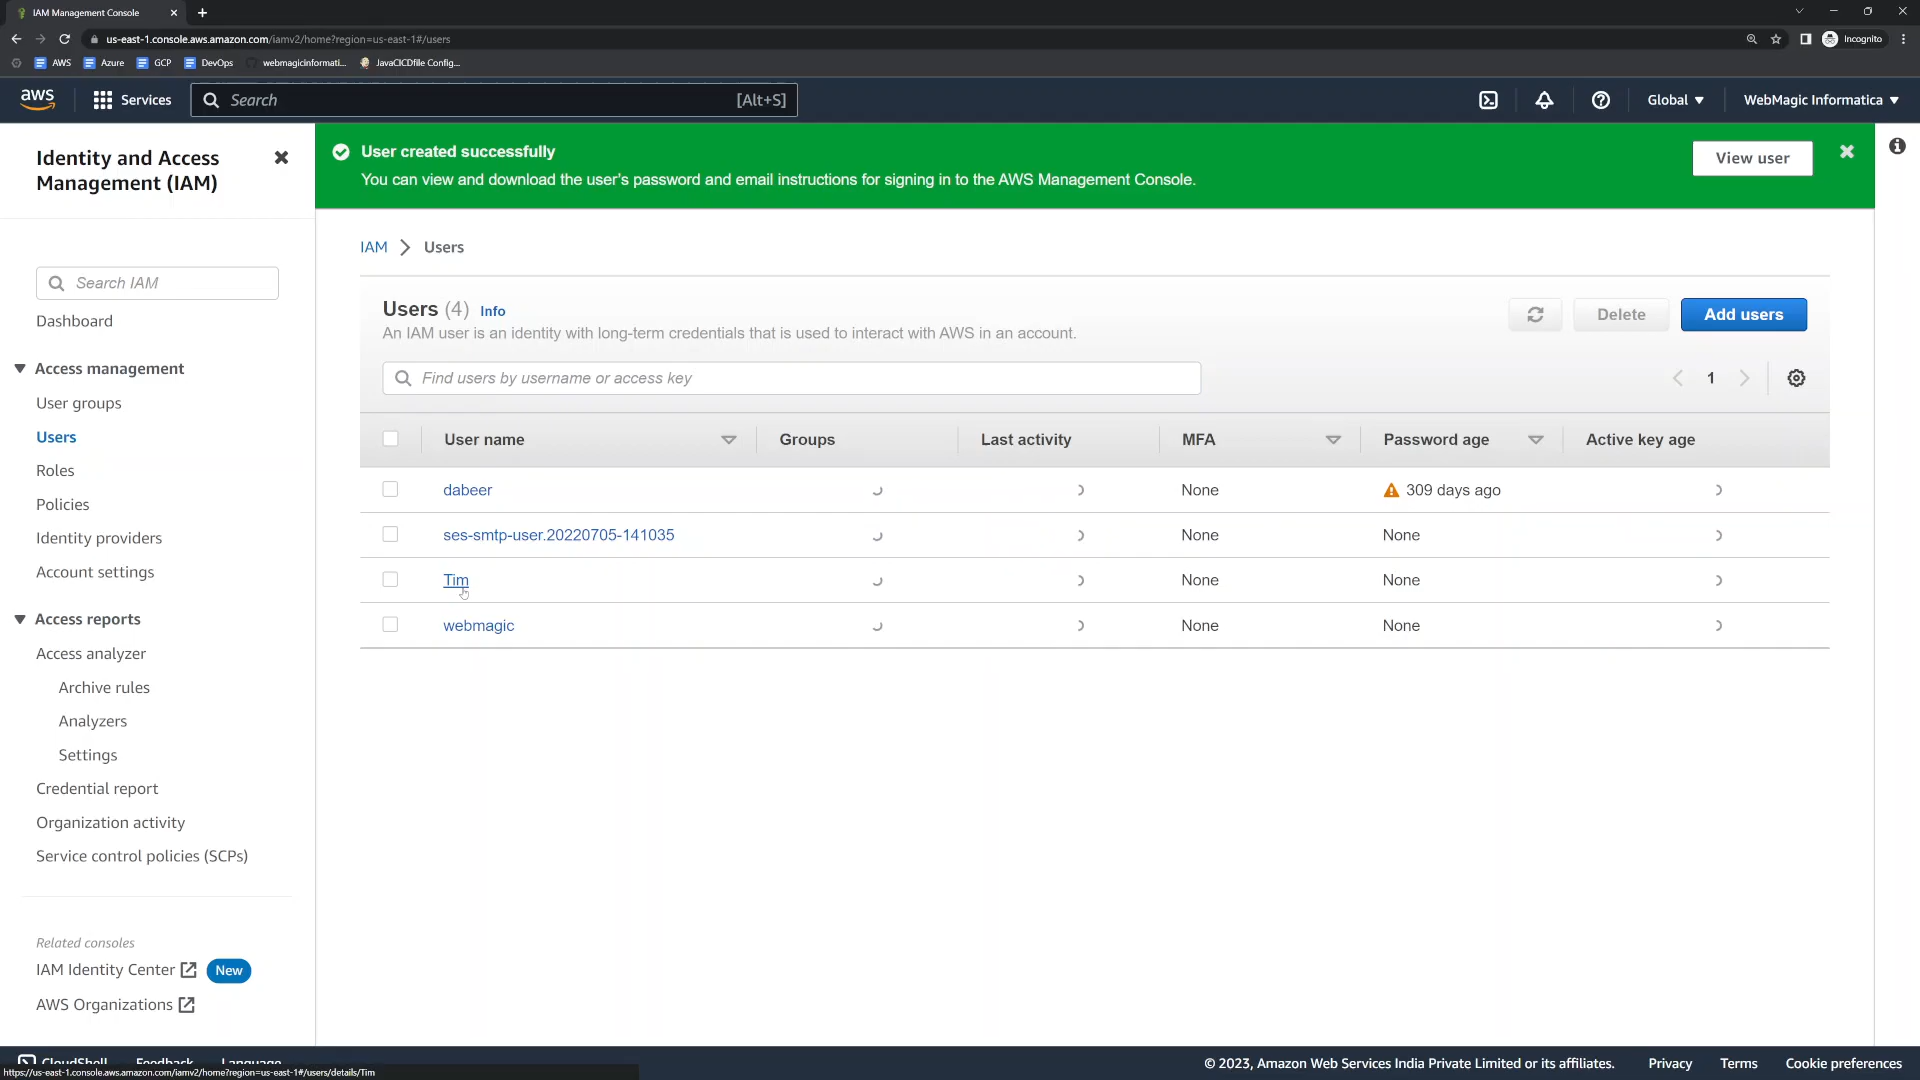 IAM Management Console
us-east-1.console.aws.amazon.com/iamv2/home?region=us-east-1#/users
Incognito
AWS
Azure
GCP
DevOps
webmagicinformati...
JavaCICDfile Config...
aws
Services
Search
[Alt+S]
Global
WebMagic Informatica
Identity and Access
Management (IAM)
Search IAM
Dashboard
Access management
User groups
Users
Roles
Policies
Identity providers
Account settings
Access reports
Access analyzer
Archive rules
Analyzers
Settings
Credential report
Organization activity
Service control policies (SCPs)
Related consoles
IAM Identity Center
New
AWS Organizations
User created successfully
You can view and download the user's password and email instructions for signing in to the AWS Management Console.
View user
IAM > Users
Users (4) Info
An IAM user is an identity with long-term credentials that is used to interact with AWS in an account.
Delete
Add users
Find users by username or access key
1
User name Groups Last activity MFA Password age Active key age
dabeer None 309 days ago
ses-smtp-user.20220705-141035 None None
Tim None None
webmagic None None
CloudShell Feedback Language
© 2023, Amazon Web Services India Private Limited or its affiliates. Privacy Terms Cookie preferences
https://us-east-1.console.aws.amazon.com/iamv2/home?region=us-east-1#/users/details/Tim